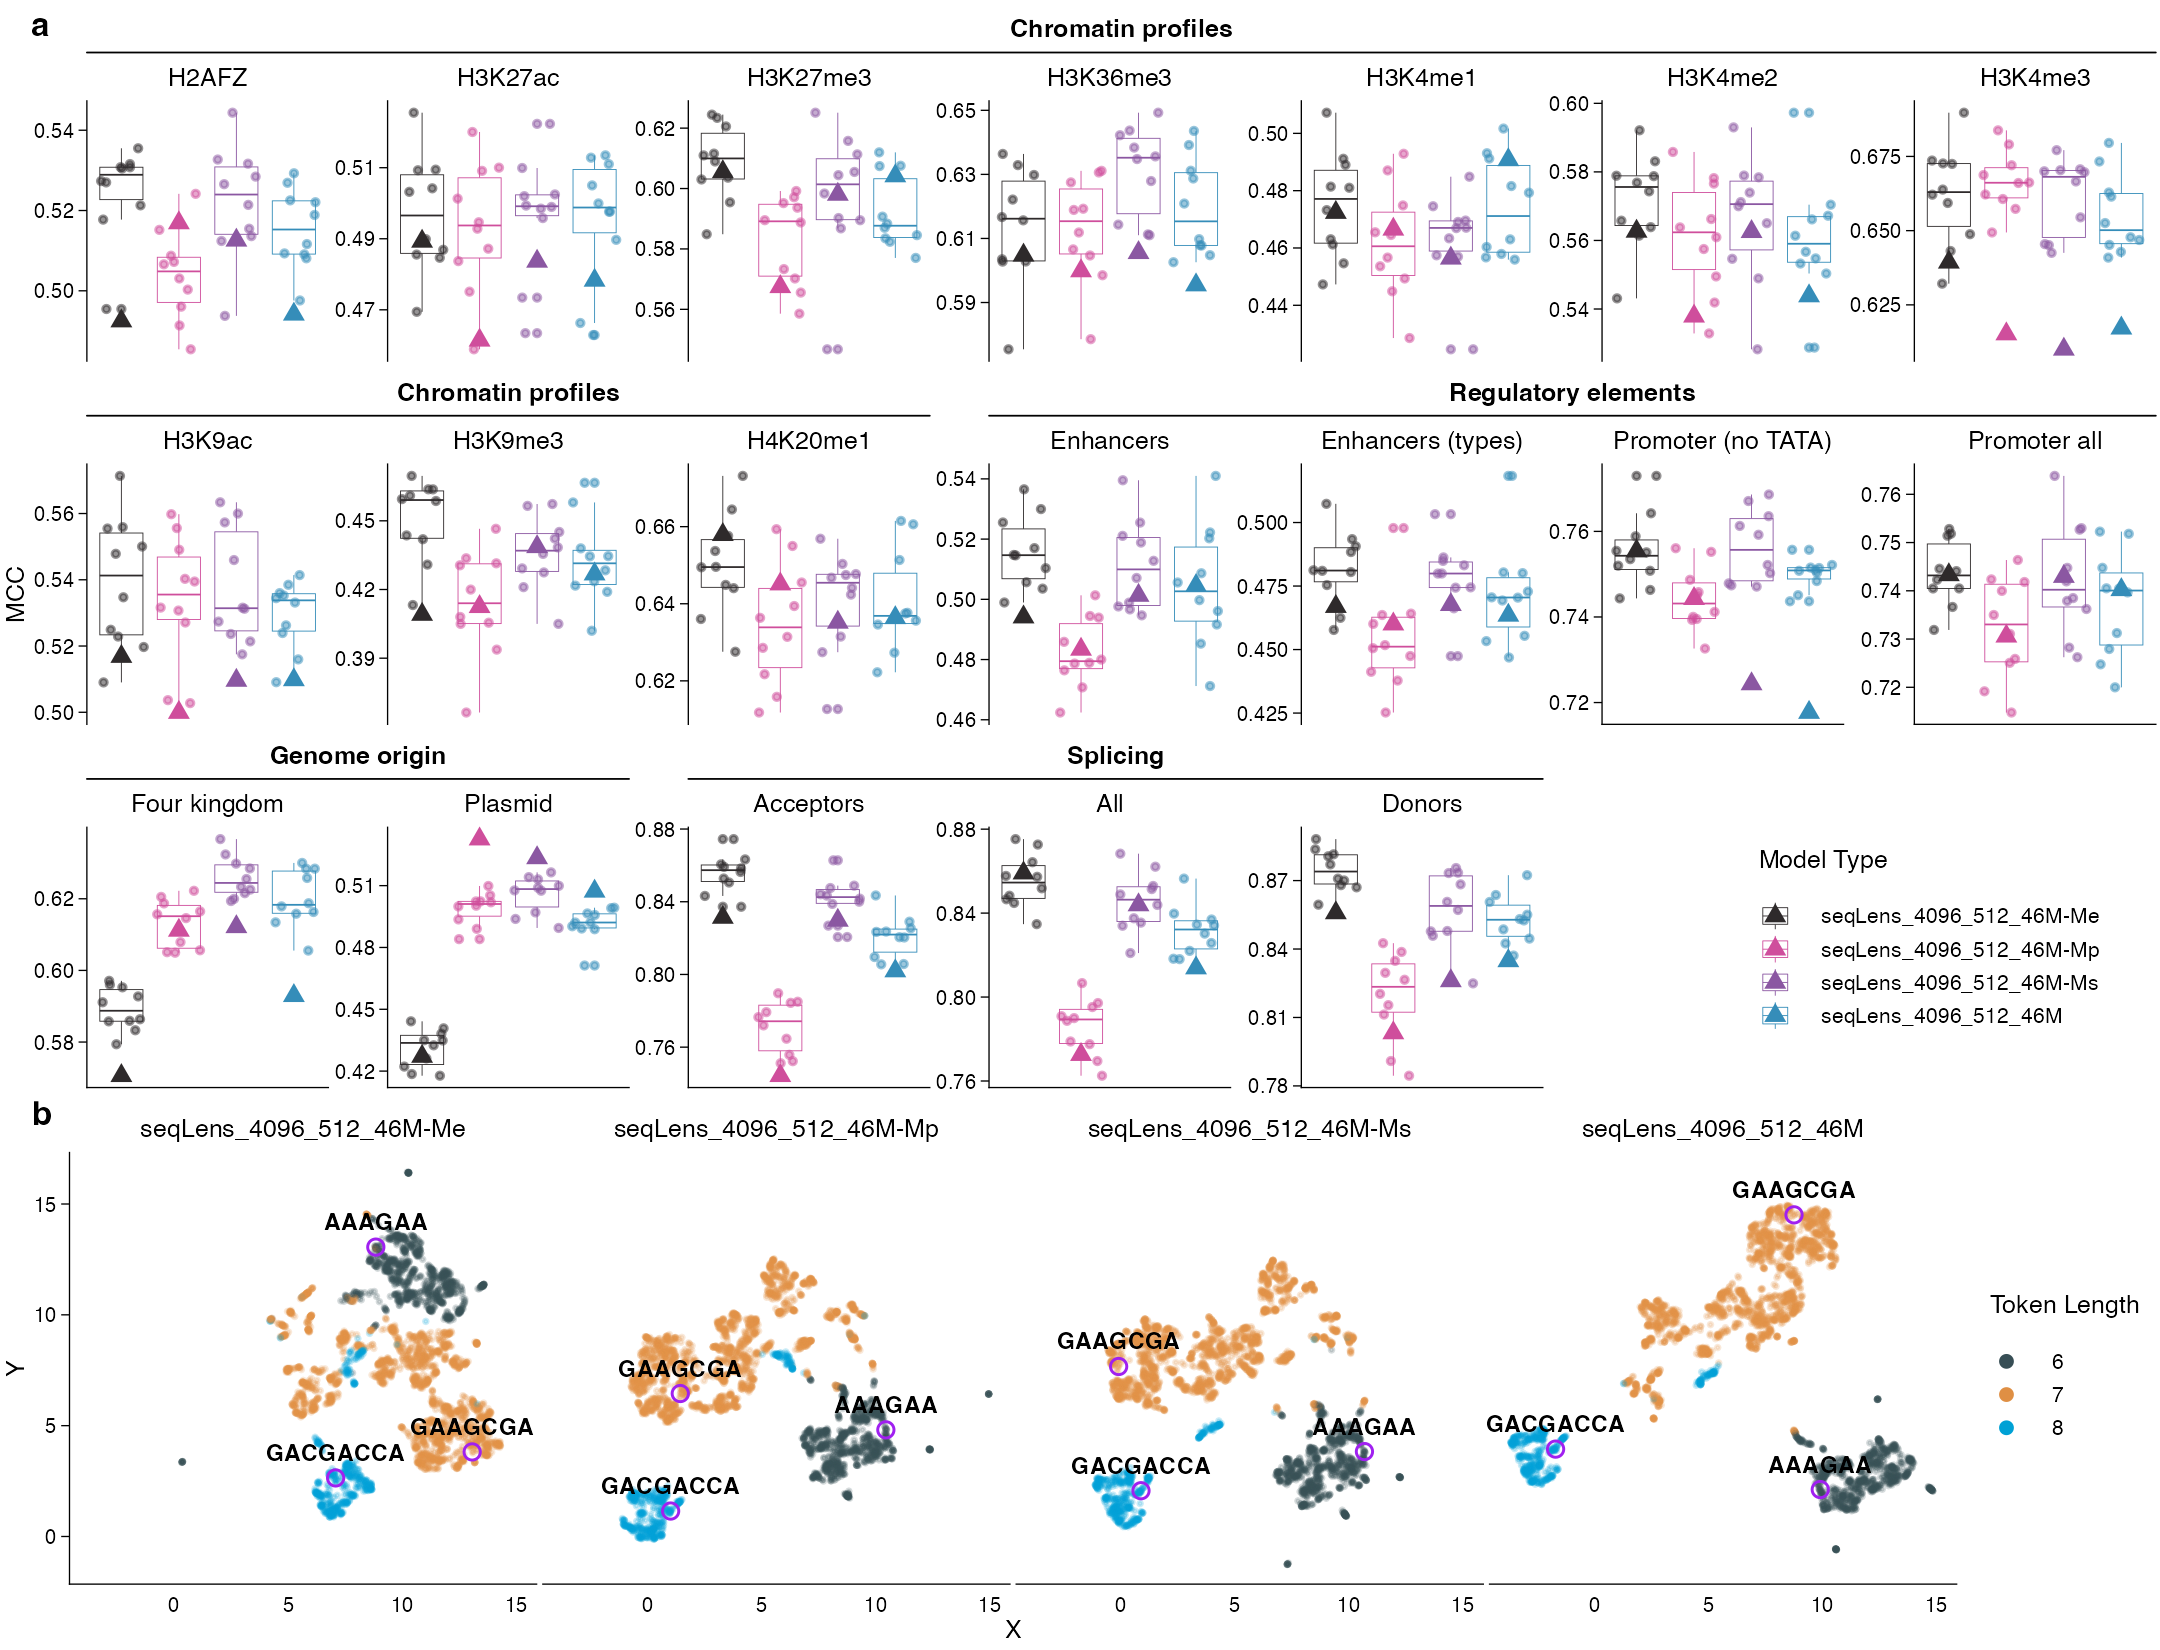 a
Chromatin profiles
H2AFZ H3K27ac H3K27me3 H3K36me3 H3K4me1 H3K4me2 H3K4me3
0.54 0.52 0.50
0.51 0.49 0.47
0.62 0.60 0.58 0.56
0.65 0.63 0.61 0.59
0.50 0.48 0.46 0.44
0.60 0.58 0.56 0.54
0.675 0.650 0.625
Chromatin profiles Regulatory elements
H3K9ac H3K9me3 H4K20me1 Enhancers Enhancers (types) Promoter (no TATA) Promoter all
MCC
0.56 0.54 0.52 0.50
0.45 0.42 0.39
0.66 0.64 0.62
0.54 0.52 0.50 0.48 0.46
0.500 0.475 0.450 0.425
0.76 0.74 0.72
0.76 0.75 0.74 0.73 0.72
Genome origin Splicing
Four kingdom Plasmid Acceptors All Donors
0.62 0.60 0.58
0.51 0.48 0.45 0.42
0.88 0.84 0.80 0.76
0.88 0.84 0.80 0.76
0.87 0.84 0.81 0.78
Model Type
seqLens_4096_512_46M-Me
seqLens_4096_512_46M-Mp
seqLens_4096_512_46M-Ms
seqLens_4096_512_46M
b
seqLens_4096_512_46M-Me seqLens_4096_512_46M-Mp seqLens_4096_512_46M-Ms seqLens_4096_512_46M
Y
15 10 5 0
AAAGAA
GAAGCGA
GACGACCA
GAAGCGA
AAAGAA
GACGACCA
GAAGCGA
AAAGAA
GACGACCA
GAAGCGA
GACGACCA
AAAGAA
Token Length
6
7
8
0 5 10 15 0 5 10 15 0 5 10 15 0 5 10 15
X